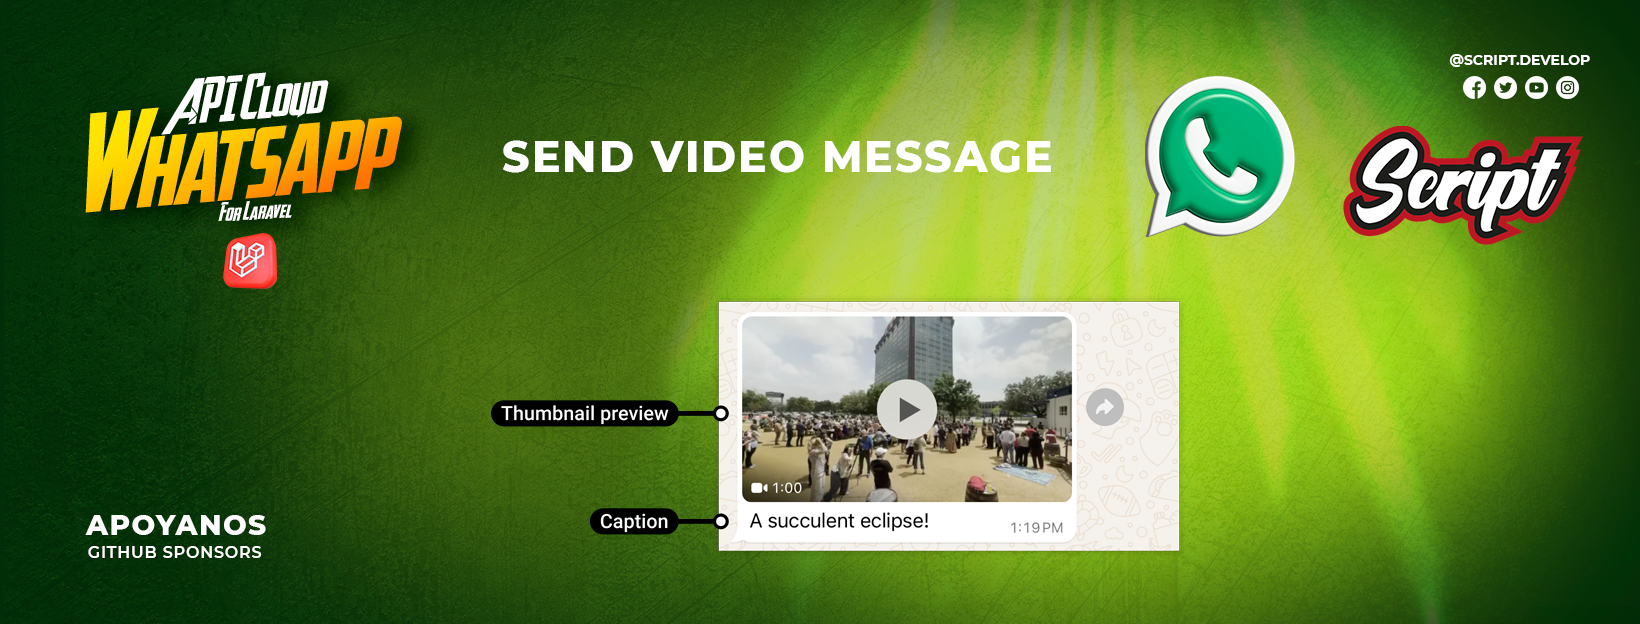 API CLOUD
WHATSAPP
FOR LARAVEL
SEND VIDEO MESSAGE
@SCRIPT.DEVELOP
Script
Thumbnail preview
1:00
Caption
A succulent eclipse!
1:19 PM
APOYANOS
GITHUB SPONSORS